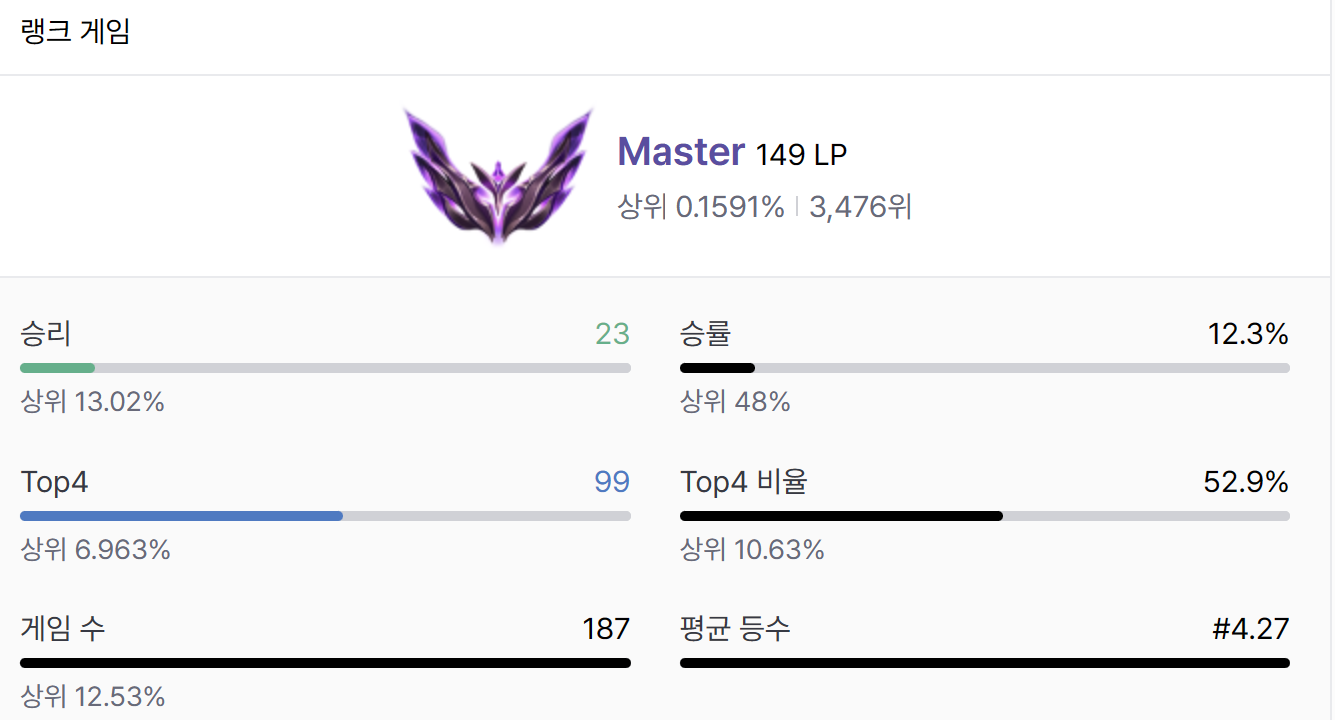 랭크 게임
Master 149 LP
상위 0.1591% | 3,476위
승리 23
상위 13.02%
승률 12.3%
상위 48%
Top4 99
상위 6.963%
Top4 비율 52.9%
상위 10.63%
게임 수 187
상위 12.53%
평균 등수 #4.27